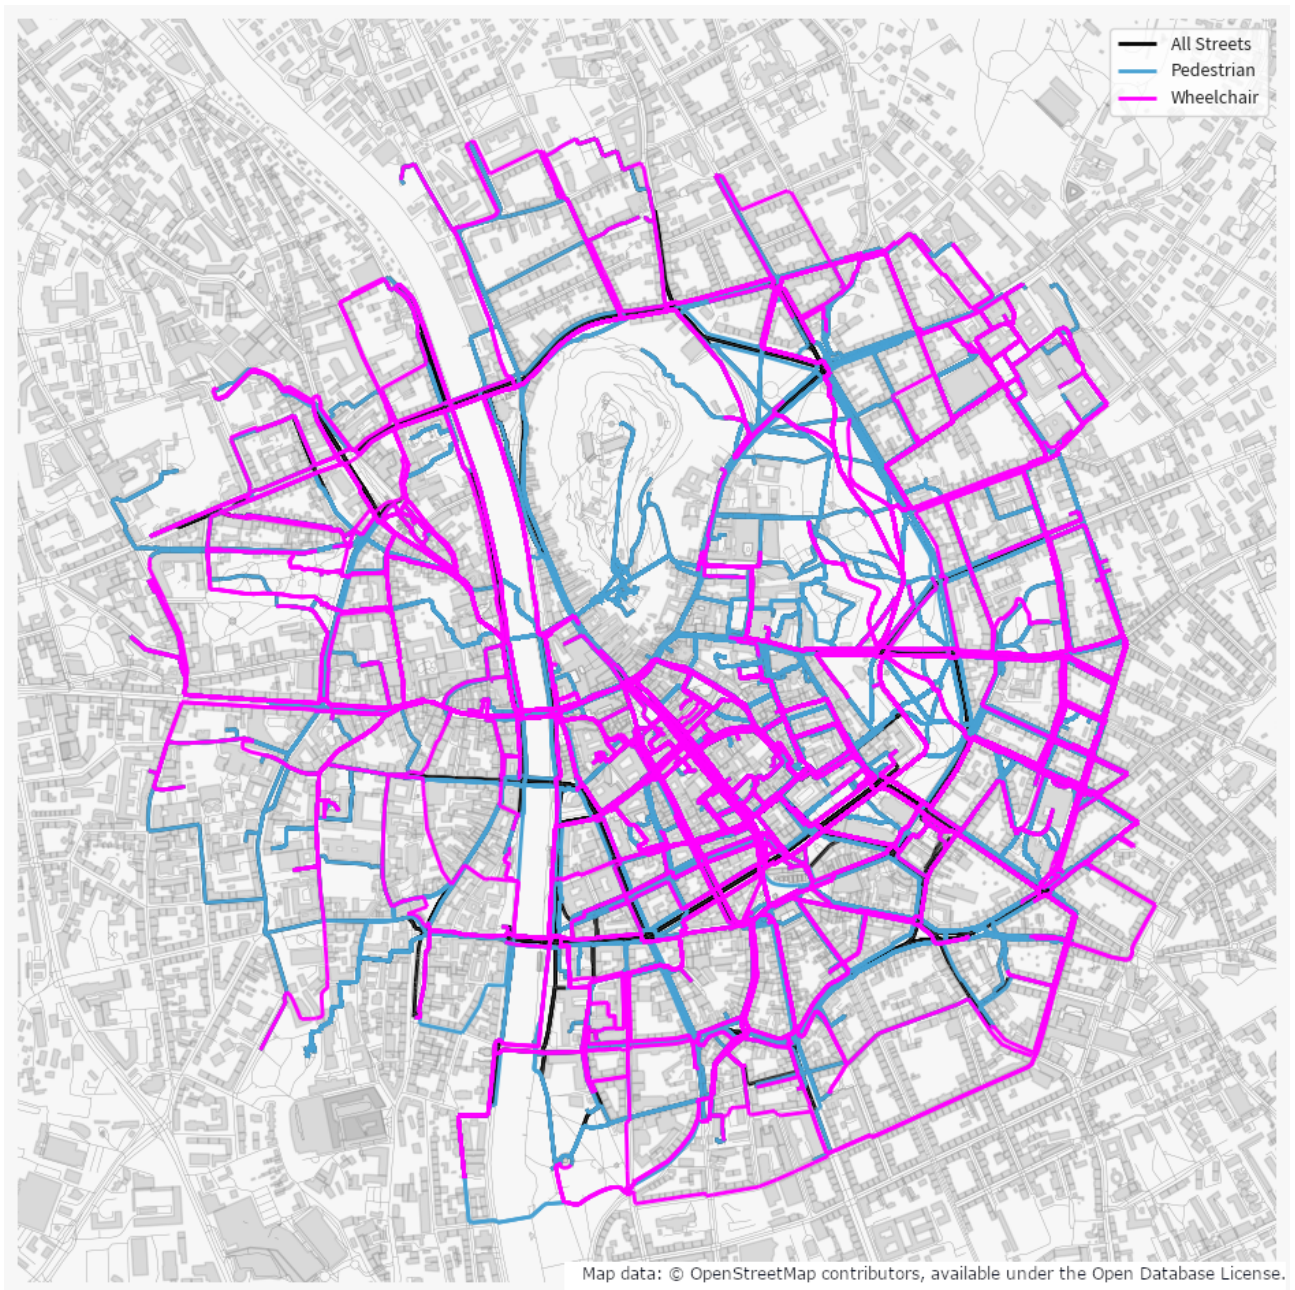 All Streets
Pedestrian
Wheelchair
Map data: © OpenStreetMap contributors, available under the Open Database License.